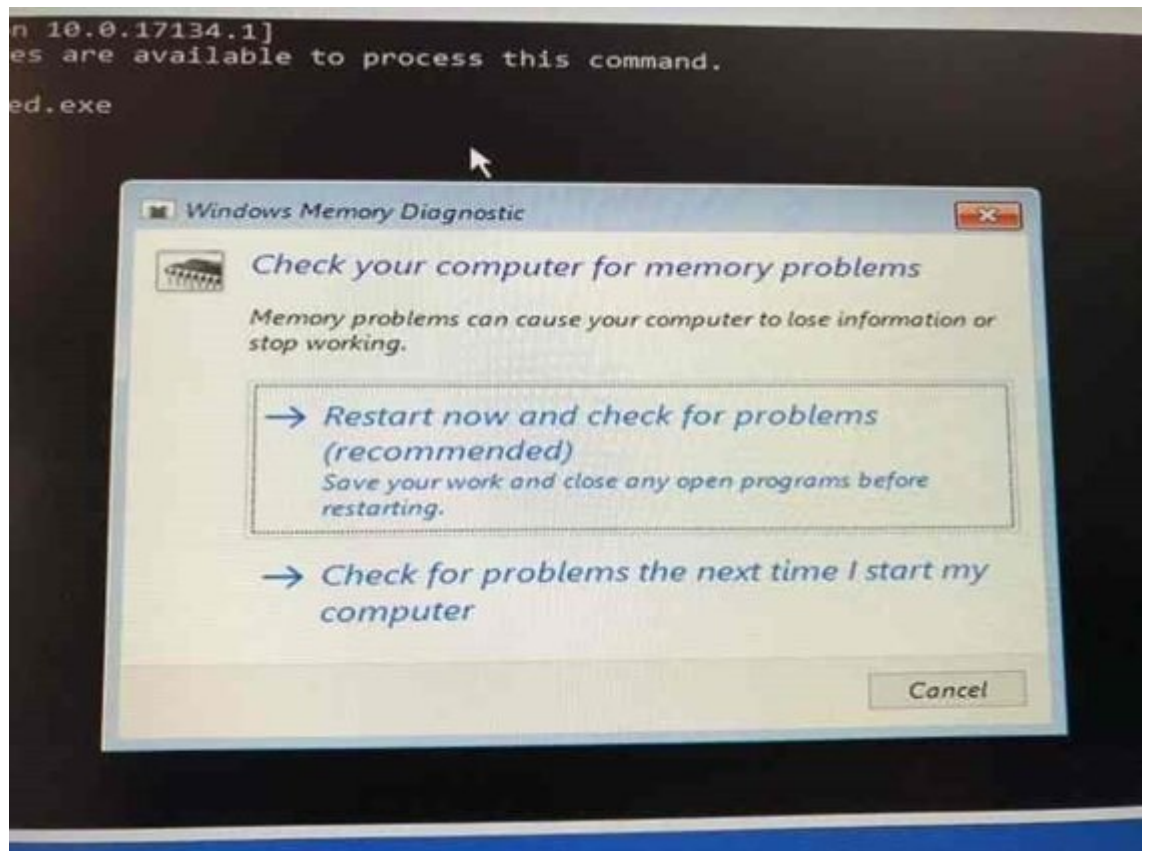 n 10.0.17134.1]
es are available to process this command.
ed.exe
Windows Memory Diagnostic
Check your computer for memory problems
Memory problems can cause your computer to lose information or
stop working.
Restart now and check for problems
(recommended)
Save your work and close any open programs before
restarting.
Check for problems the next time I start my
computer
Cancel